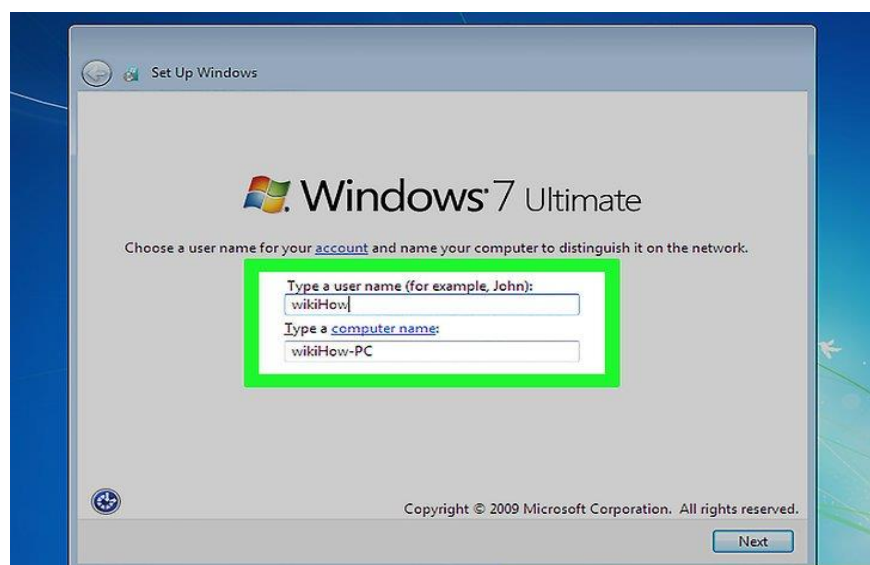 Set Up Windows
Windows 7 Ultimate
Choose a user name for your account and name your computer to distinguish it on the network.
Type a user name (for example, John):
wikiHow
Type a computer name:
wikiHow-PC
Copyright © 2009 Microsoft Corporation. All rights reserved.
Next